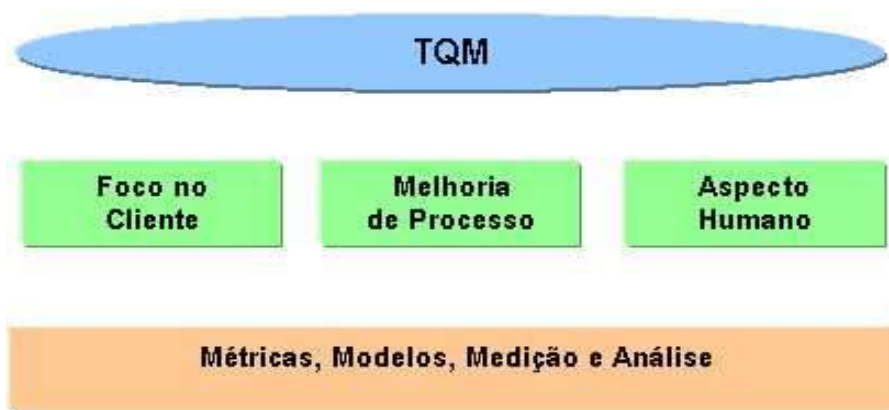 TQM
Foco no
Cliente
Melhoria
de Processo
Aspecto
Humano
Métricas, Modelos, Medição e Análise